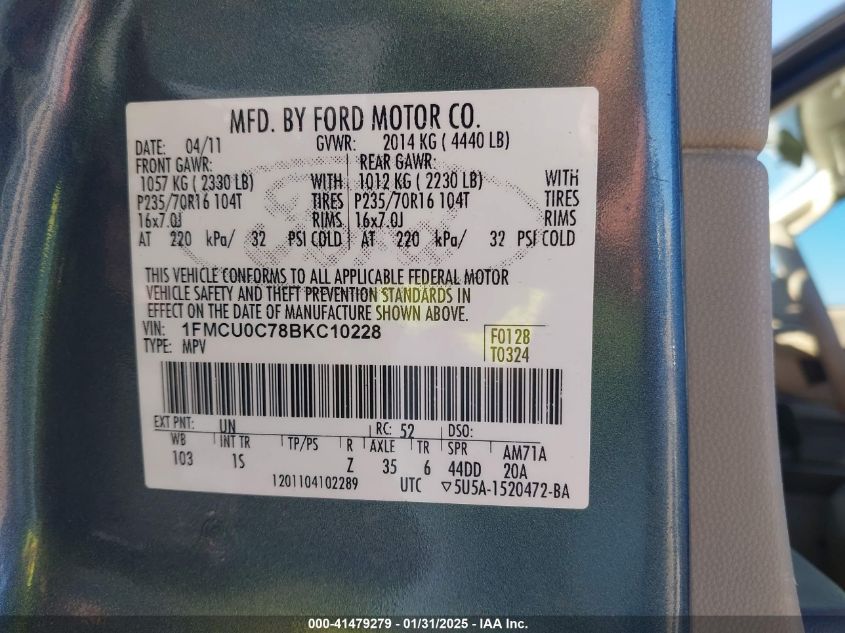 MFD. BY FORD MOTOR CO.
DATE: 04/11 GVWR: 2014 KG ( 4440 LB)
FRONT GAWR: REAR GAWR:
1057 KG ( 2330 LB) WITH 1012 KG ( 2230 LB) WITH
P235/70R16 104T TIRES P235/70R16 104T TIRES
16x7.0J RIMS 16x7.0J RIMS
AT 220 kPa/ 32 PSI COLD AT 220 kPa/ 32 PSI COLD
THIS VEHICLE CONFORMS TO ALL APPLICABLE FEDERAL MOTOR
VEHICLE SAFETY AND THEFT PREVENTION STANDARDS IN
EFFECT ON THE DATE OF MANUFACTURE SHOWN ABOVE.
VIN: 1FMCU0C78BKC10228
TYPE: MPV
F0128
T0324
EXT PNT: UN RC: 52 DSO:
WB INT TR TP/PS R AXLE TR SPR AM71A
103 1S Z 35 6 44DD 20A
1201104102289 UTC ▽5U5A-1520472-BA
000-41479279 - 01/31/2025 - IAA Inc.